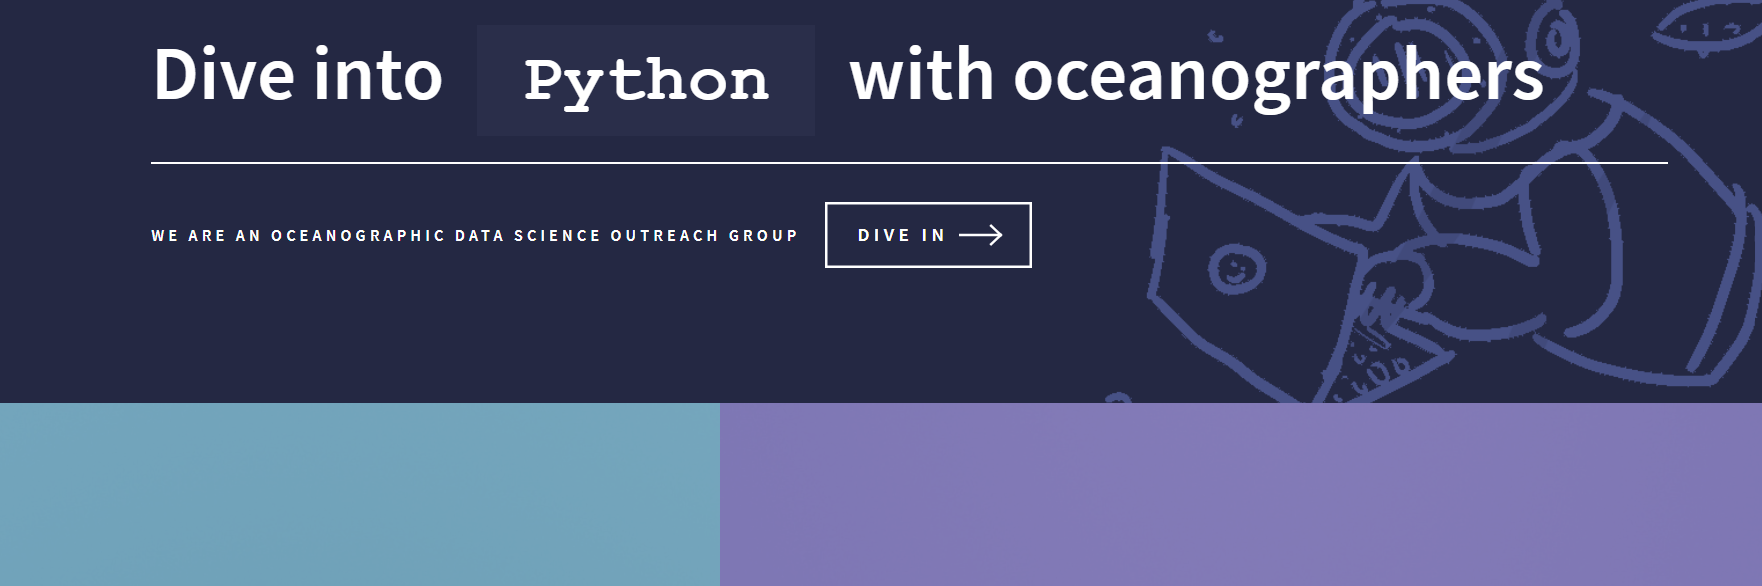 Dive into Python with oceanographers
WE ARE AN OCEANOGRAPHIC DATA SCIENCE OUTREACH GROUP
DIVE IN